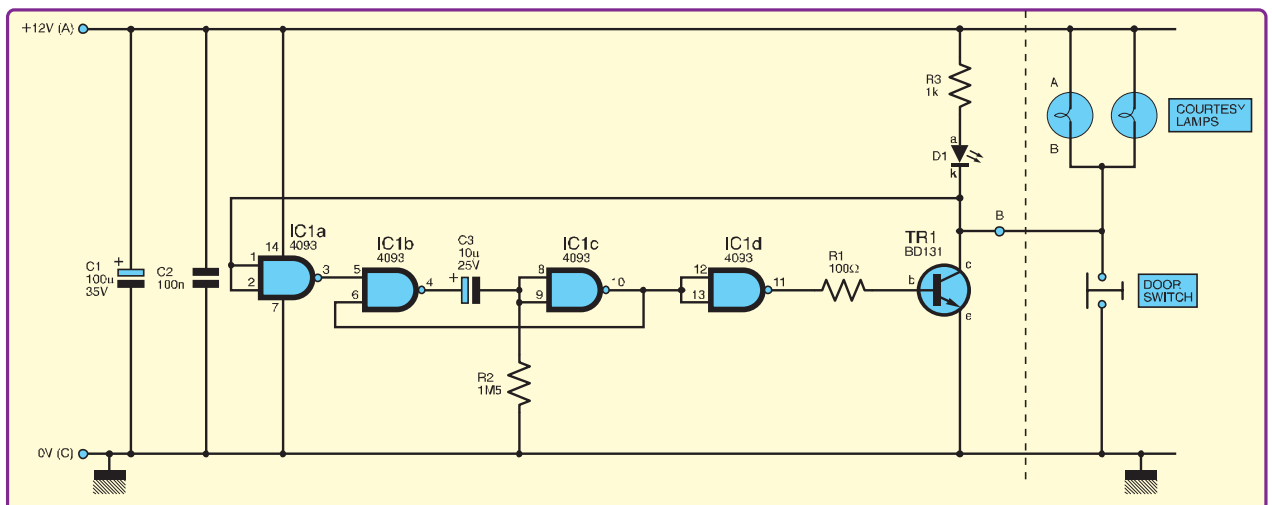 +12V (A)
R3
1k
A
B
COURTESY
LAMPS
a
D1
k
B
IC1a
4093
14
1
2
3
7
IC1b
4093
5
6
4
C3
10µ
25V
+
IC1c
4093
8
9
10
IC1d
4093
12
13
11
R1
100Ω
TR1
BD131
b
c
e
DOOR
SWITCH
C1
100µ
35V
+
C2
100n
R2
1M5
0V (C)